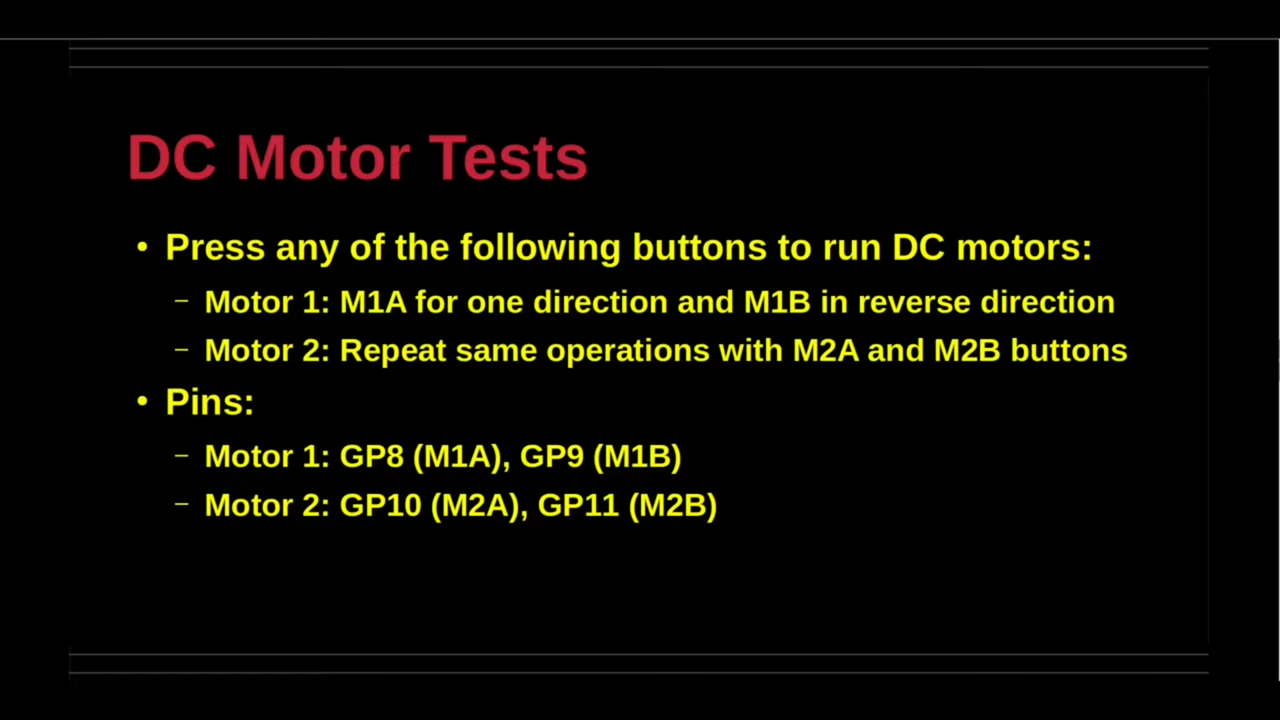 DC Motor Tests
• Press any of the following buttons to run DC motors:
– Motor 1: M1A for one direction and M1B in reverse direction
– Motor 2: Repeat same operations with M2A and M2B buttons
• Pins:
– Motor 1: GP8 (M1A), GP9 (M1B)
– Motor 2: GP10 (M2A), GP11 (M2B)